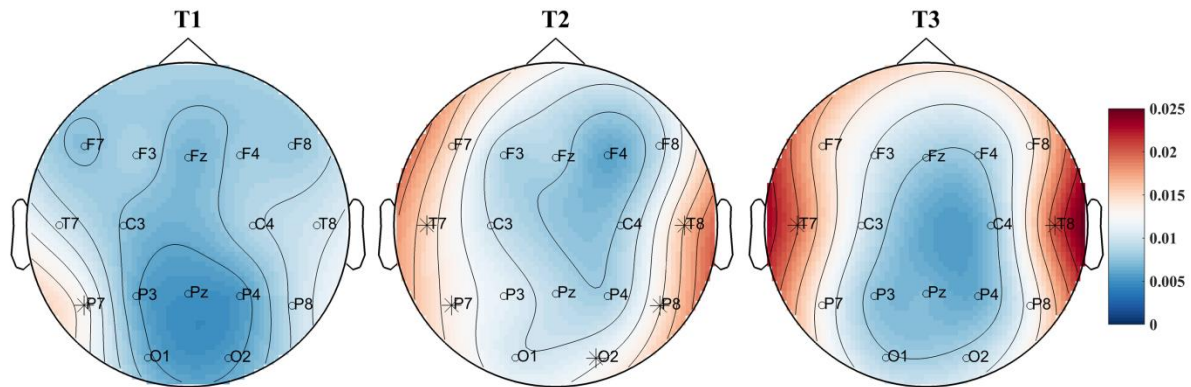 T1 T2 T3
F7 F3 Fz F4 F8 F7 F3 Fz F4 F8 F7 F3 Fz F4 F8
T7 C3 C4 T8 T7 C3 C4 T8 T7 C3 C4 T8
P7 P3 Pz P4 P8 P7 P3 Pz P4 P8 P7 P3 Pz P4 P8
O1 O2 O1 O2 O1 O2
0.025
0.02
0.015
0.01
0.005
0